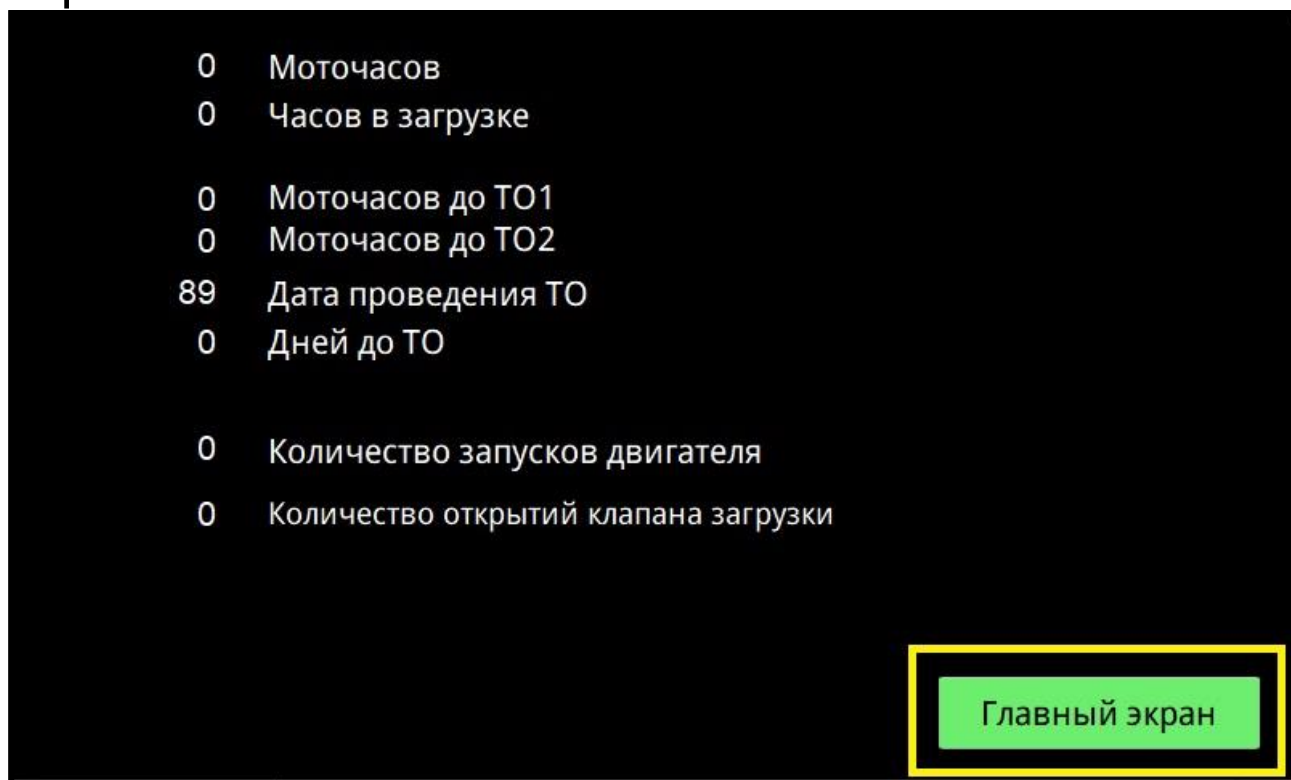 0 Моточасов
0 Часов в загрузке
0 Моточасов до ТО1
0 Моточасов до ТО2
89 Дата проведения ТО
0 Дней до ТО
0 Количество запусков двигателя
0 Количество открытий клапана загрузки
Главный экран